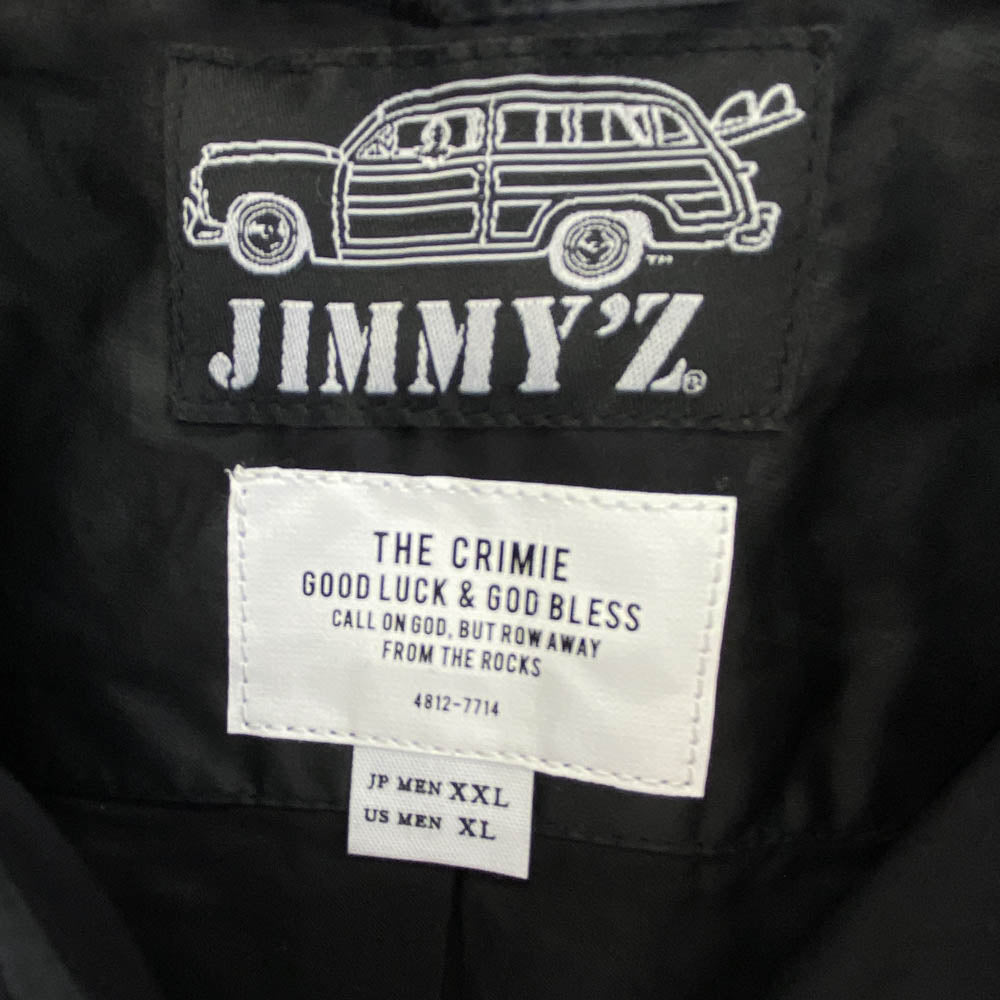 TM
JIMMY'Z®
THE CRIMIE
GOOD LUCK & GOD BLESS
CALL ON GOD, BUT ROW AWAY
FROM THE ROCKS
4812-7714
JP MEN XXL
US MEN XL